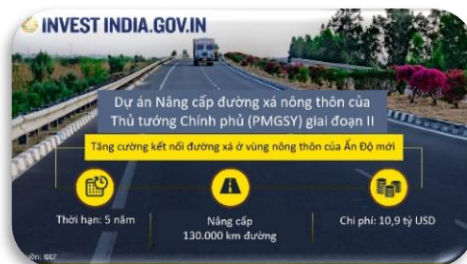 INVEST INDIA.GOV.IN
Dự án Nâng cấp đường xá nông thôn của
Thủ tướng Chính phủ (PMGSY) giai đoạn II
Tăng cường kết nối đường xá ở vùng nông thôn của Ấn Độ mới
Thời hạn: 5 năm
Nâng cấp
130.000 km đường
Chi phí: 10,9 tỷ USD
IBEF